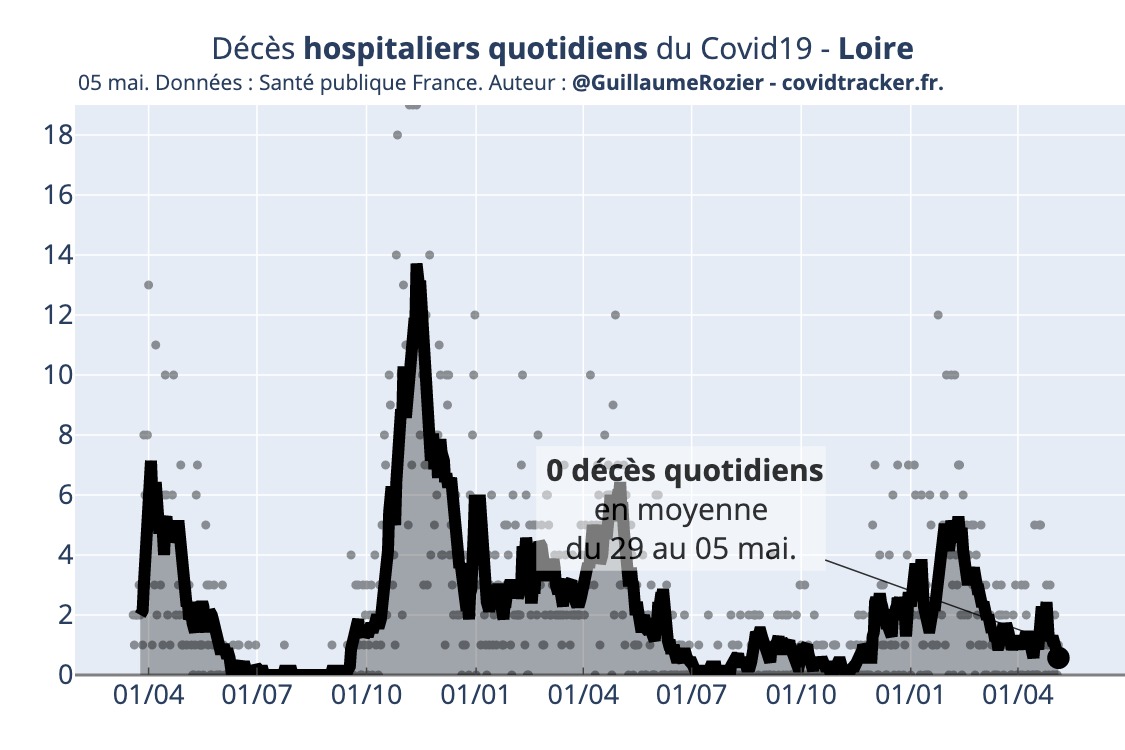 Décès hospitaliers quotidiens du Covid19 - Loire
05 mai. Données : Santé publique France. Auteur : @GuillaumeRozier - covidtracker.fr.
18
16
14
12
10
8
0 décès quotidiens
6
en moyenne
4
du 29 au 05 mai.
2
0
01/04 01/07 01/10 01/01 01/04 01/07 01/10 01/01 01/04